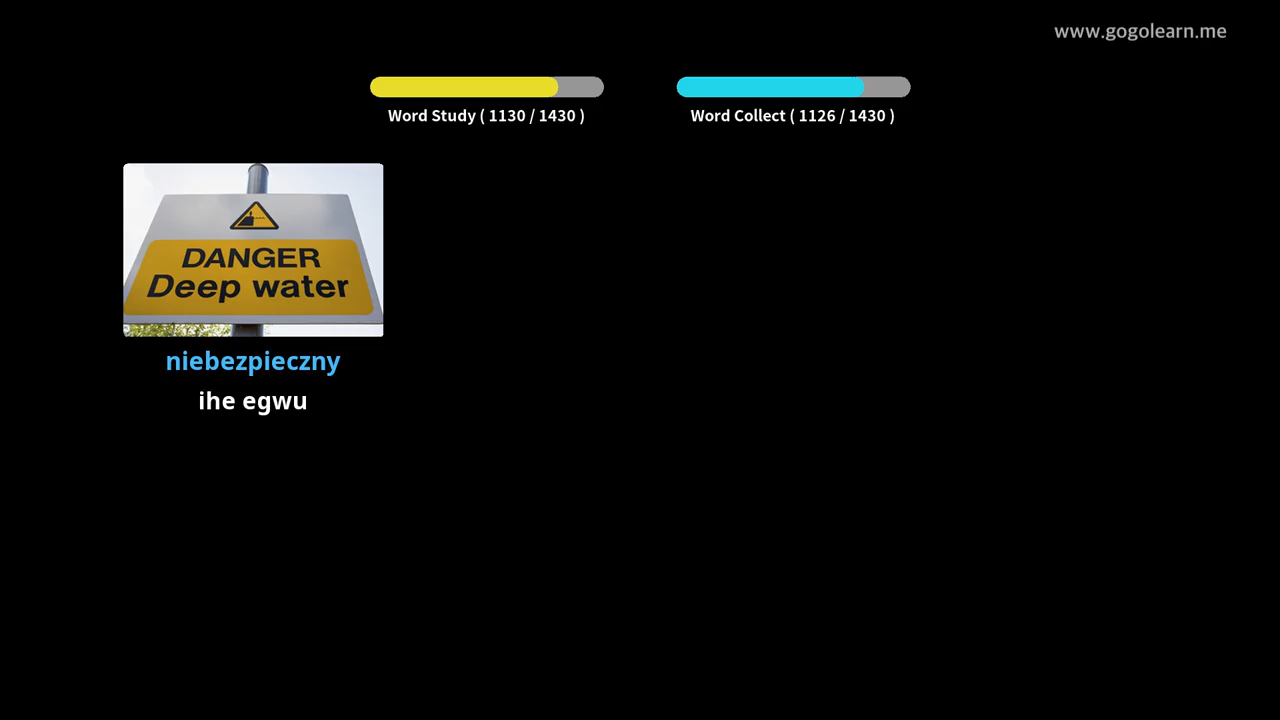 www.gogolearn.me
Word Study ( 1130 / 1430 )
Word Collect ( 1126 / 1430 )
DANGER
Deep water
niebezpieczny
ihe egwu